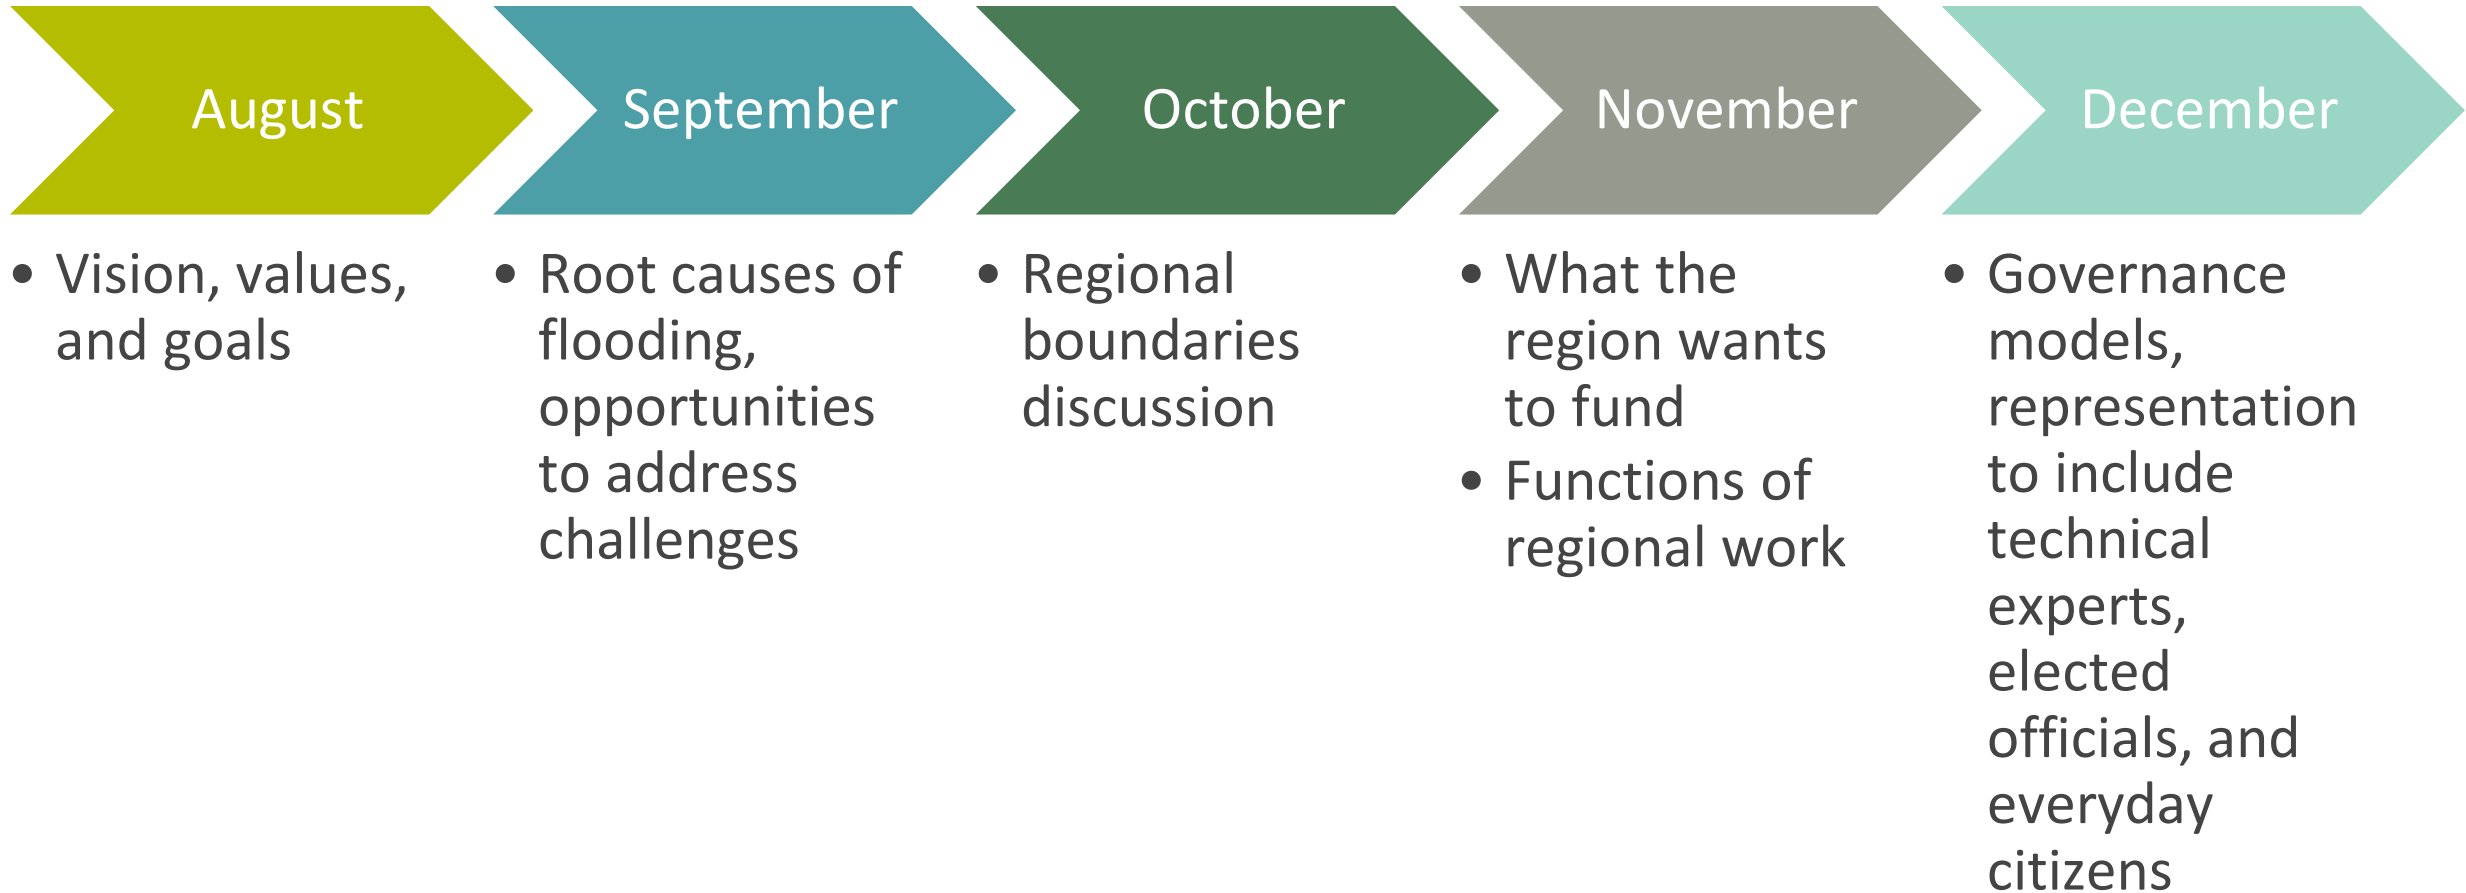 August
September
October
November
December
• Vision, values,
and goals
• Root causes of
flooding,
opportunities
to address
challenges
• Regional
boundaries
discussion
• What the
region wants
to fund
• Functions of
regional work
• Governance
models,
representation
to include
technical
experts,
elected
officials, and
everyday
citizens